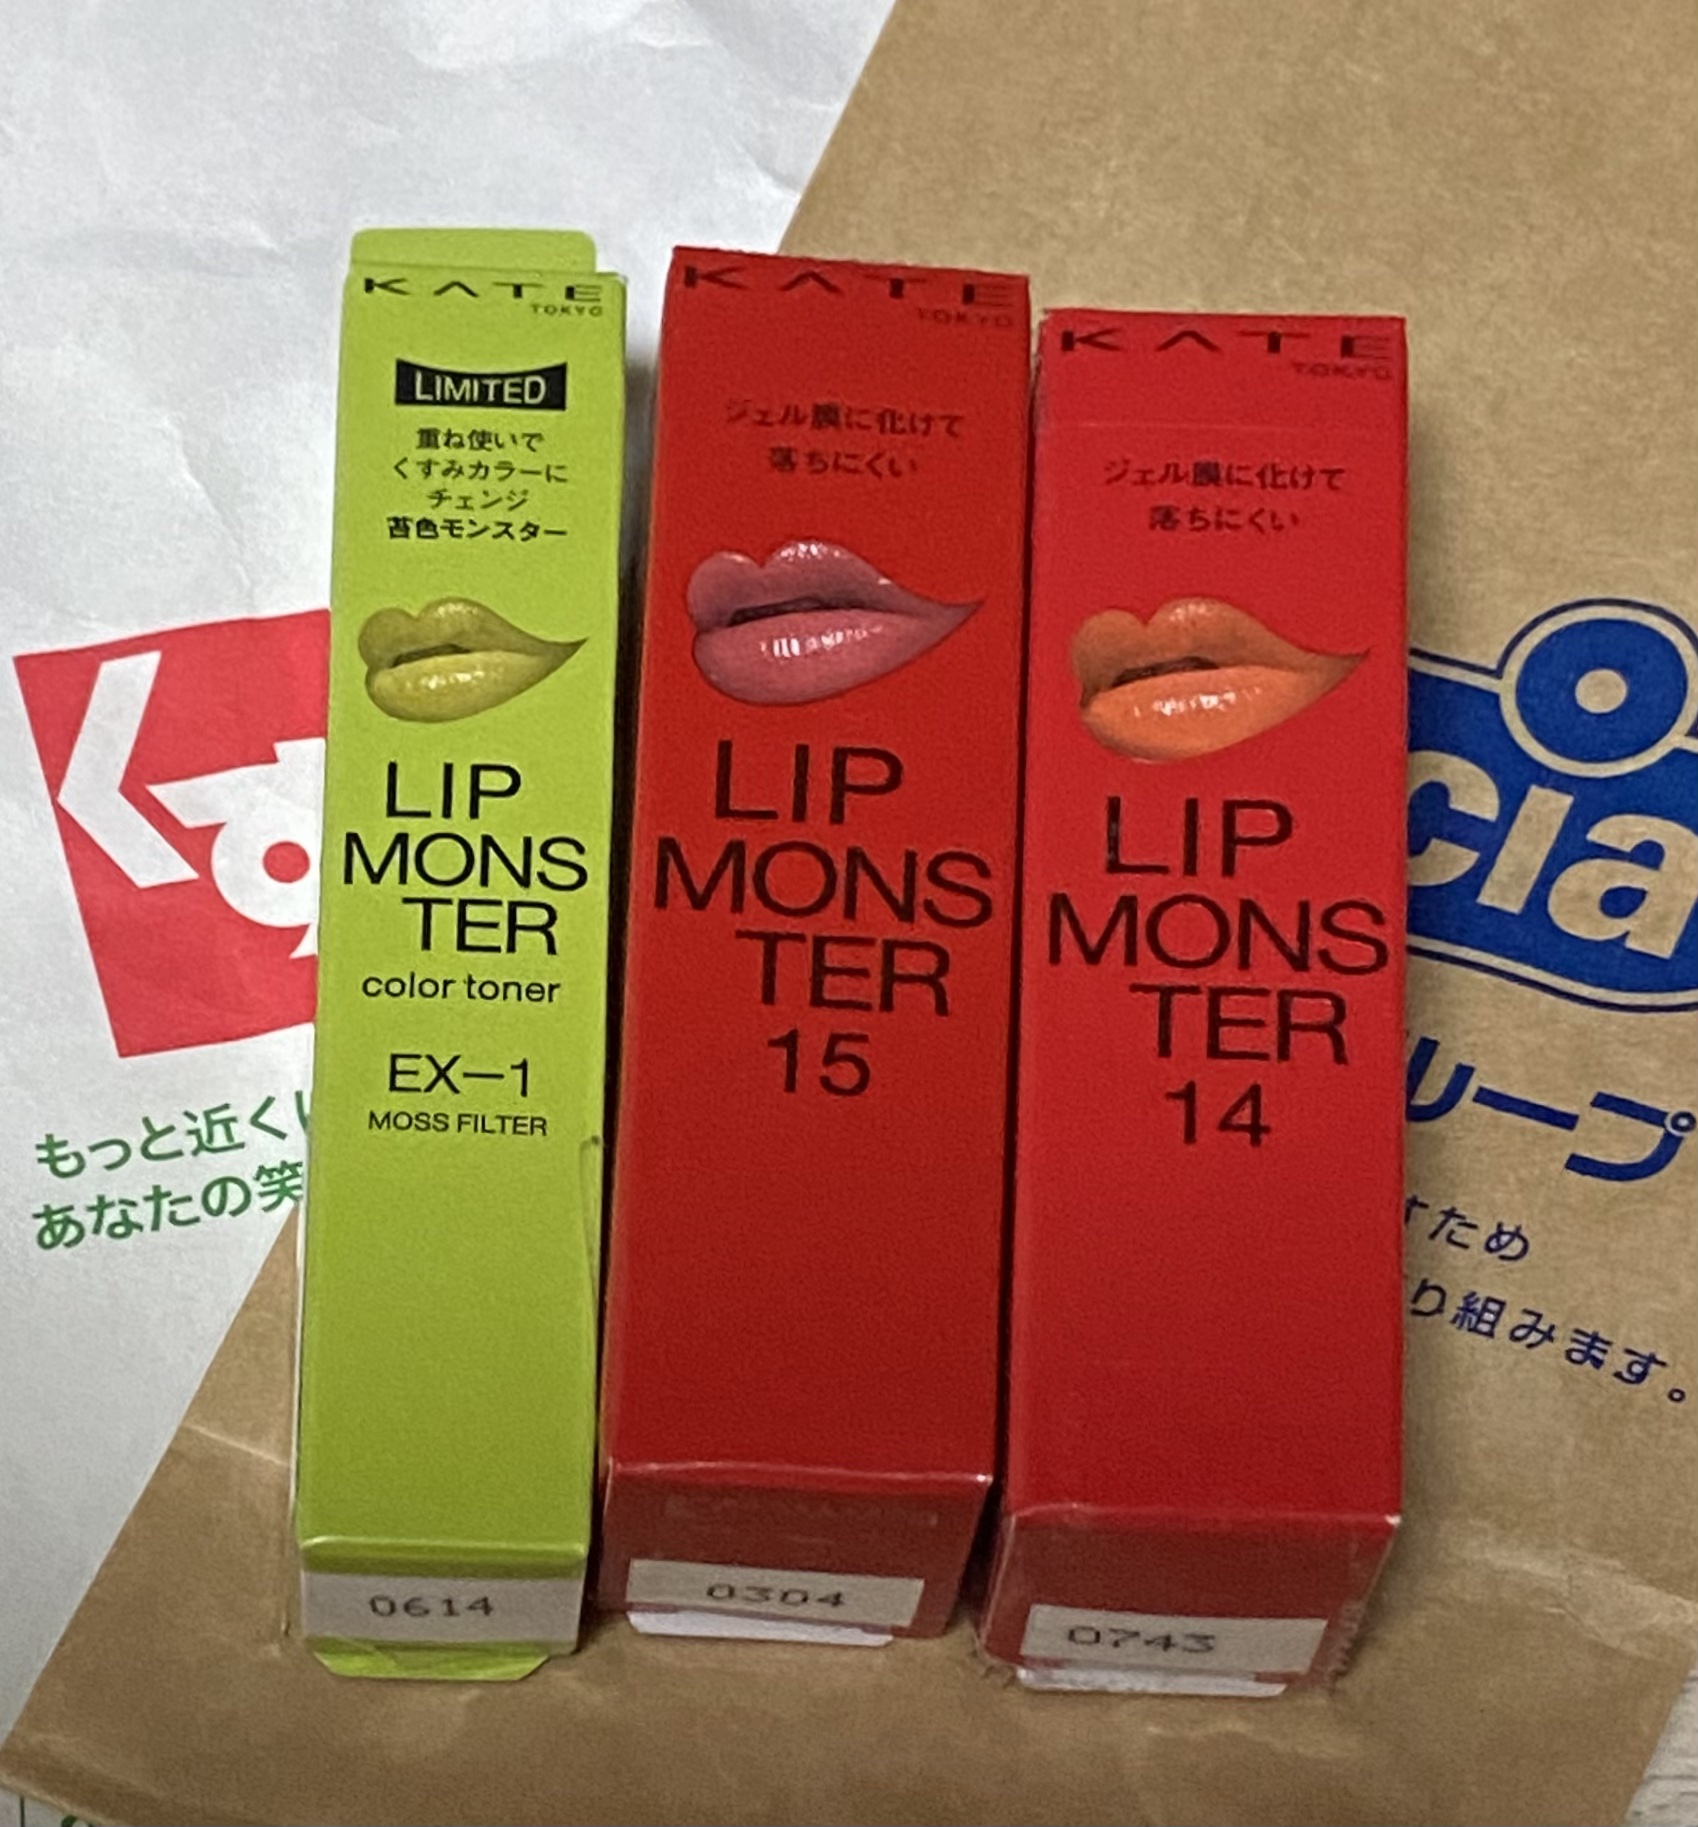 KATE
TOKYO
LIMITED
重ね使いで
くすみカラーに
チェンジ
苔色モンスター
LIP
MONS
TER
color toner
EX-1
MOSS FILTER
0614
KATE
TOKYO
ジェル膜に化けて
落ちにくい
LIP
MONS
TER
15
0304
KATE
TOKYO
ジェル膜に化けて
落ちにくい
LIP
MONS
TER
14
0743
くす
もっと近く
あなたの笑
cia
ループ
すため
り組みます。